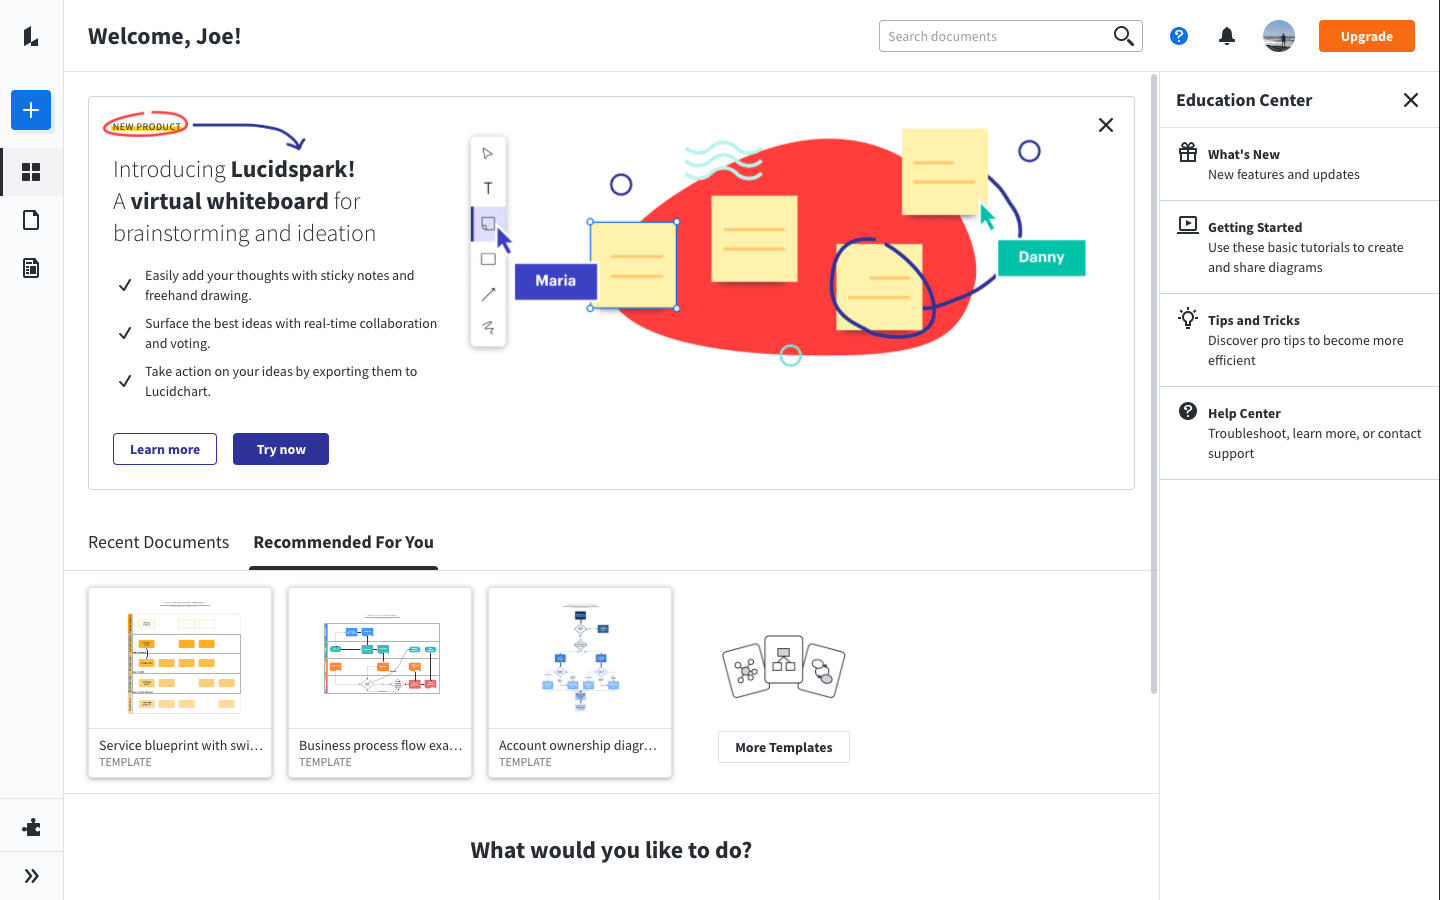 Welcome, Joe!
Search documents
Upgrade
NEW PRODUCT
Introducing Lucidspark!
A virtual whiteboard for
brainstorming and ideation
Easily add your thoughts with sticky notes and
freehand drawing.
Surface the best ideas with real-time collaboration
and voting.
Take action on your ideas by exporting them to
Lucidchart.
Learn more
Try now
T
Maria
Danny
Education Center
What's New
New features and updates
Getting Started
Use these basic tutorials to create
and share diagrams
Tips and Tricks
Discover pro tips to become more
efficient
Help Center
Troubleshoot, learn more, or contact
support
Recent Documents
Recommended For You
Service blueprint with swi...
TEMPLATE
Business process flow exa...
TEMPLATE
Account ownership diagr...
TEMPLATE
More Templates
What would you like to do?